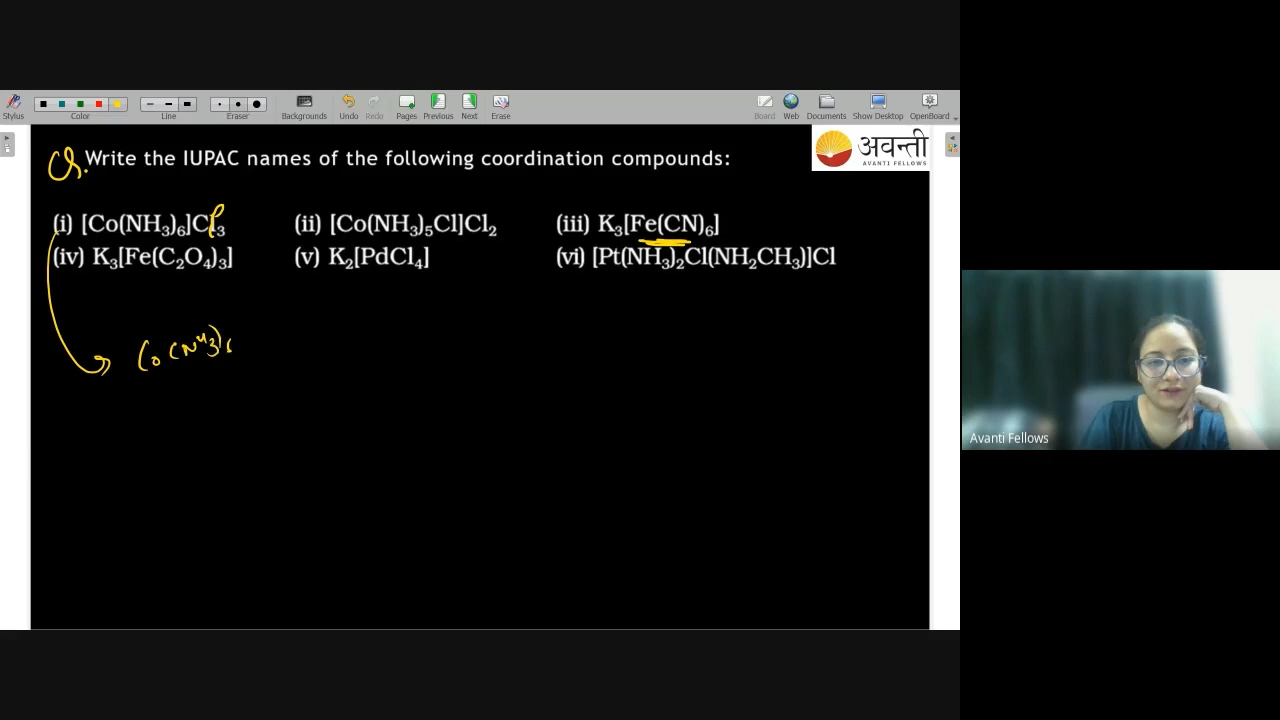 Stylus Color Line Eraser Backgrounds Undo Redo Pages Previous Next Erase Board Web Documents Show Desktop OpenBoard
अवन्ती
AVANTI FELLOWS
Q. Write the IUPAC names of the following coordination compounds:
(i) [Co(NH₃)₆]Cl₃ (ii) [Co(NH₃)₅Cl]Cl₂ (iii) K₃[Fe(CN)₆]
(iv) K₃[Fe(C₂O₄)₃] (v) K₂[PdCl₄] (vi) [Pt(NH₃)₂Cl(NH₂CH₃)]Cl
Co(NH₃)₆
Avanti Fellows